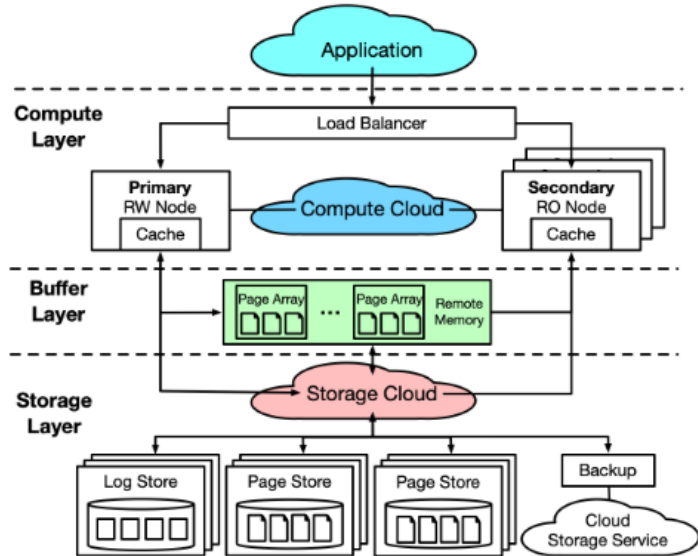 Application
Compute
Layer
Load Balancer
Primary
RW Node
Cache
Compute Cloud
Secondary
RO Node
Cache
Buffer
Layer
Page Array
...
Page Array
Remote
Memory
Storage Cloud
Storage
Layer
Log Store
Page Store
Page Store
Backup
Cloud
Storage Service